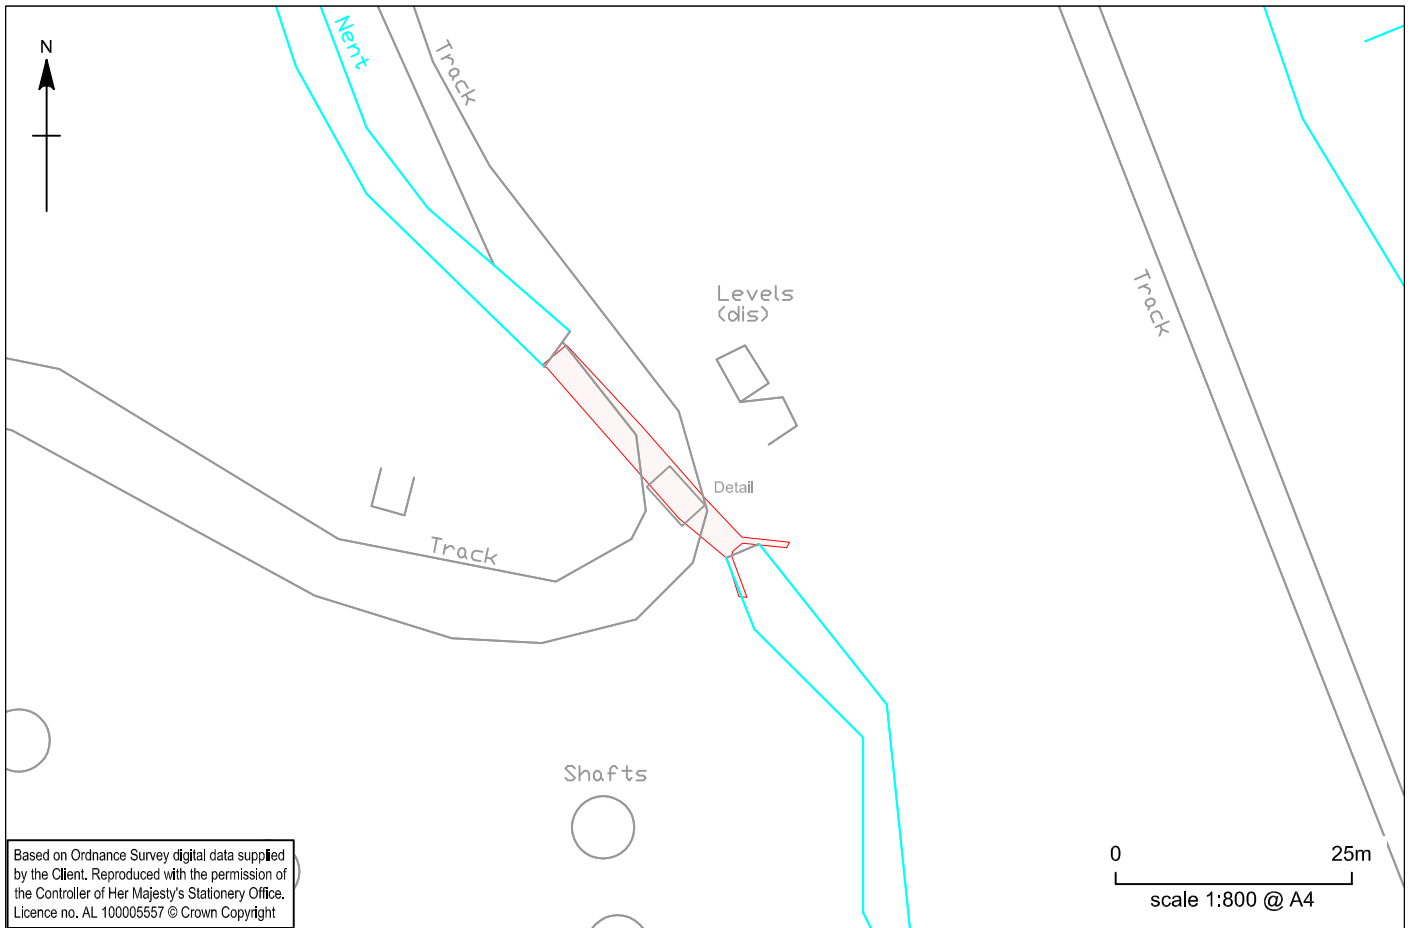 N
Nent
Track
Levels
(dis)
Track
Detail
Track
Shafts
Based on Ordnance Survey digital data supplied
by the Client. Reproduced with the permission of
the Controller of Her Majesty's Stationery Office.
Licence no. AL 100005557 © Crown Copyright
0 25m
scale 1:800 @ A4